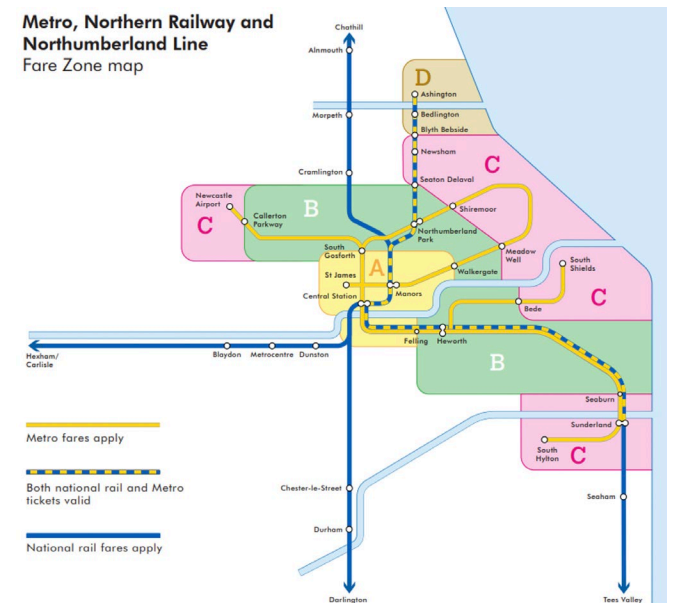 Metro, Northern Railway and
Northumberland Line
Fare Zone map
Chathill
Alnmouth
D
Ashington
Morpeth
Bedlington
Blyth Bebside
Newsham
C
Cramlington
Seaton Delaval
Newcastle
Airport
C
Callerton
Parkway
B
Shiremoor
Northumberland
Park
South
Gosforth
Meadow
Well
A
St James
Walkergate
South
Shields
Central Station
Manors
C
Bede
Felling
Heworth
Hexham/
Carlisle
Blaydon
Metrocentre
Dunston
B
Seaburn
Metro fares apply
Sunderland
South
Hylton
C
Both national rail and Metro
tickets valid
Chester-le-Street
Seaham
Durham
National rail fares apply
Darlington
Tees Valley